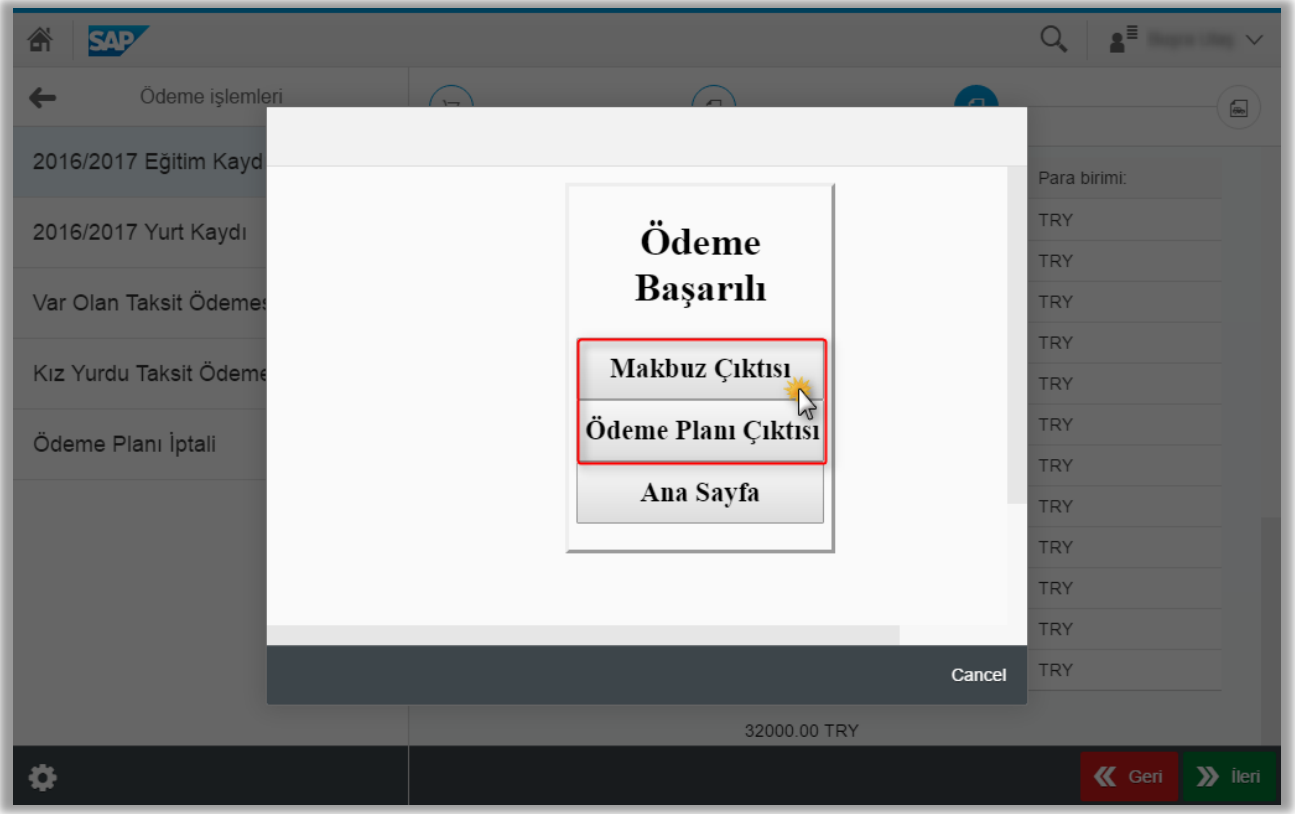 SAP
Ödeme işlemleri
2016/2017 Eğitim Kayd
2016/2017 Yurt Kaydı
Var Olan Taksit Ödemes
Kız Yurdu Taksit Ödeme
Ödeme Planı İptali
Ödeme
Başarılı
Makbuz Çıktısı
Ödeme Planı Çıktısı
Ana Sayfa
Cancel
Para birimi:
TRY
TRY
TRY
TRY
TRY
TRY
TRY
TRY
TRY
TRY
TRY
TRY
32000.00 TRY
Geri
İleri